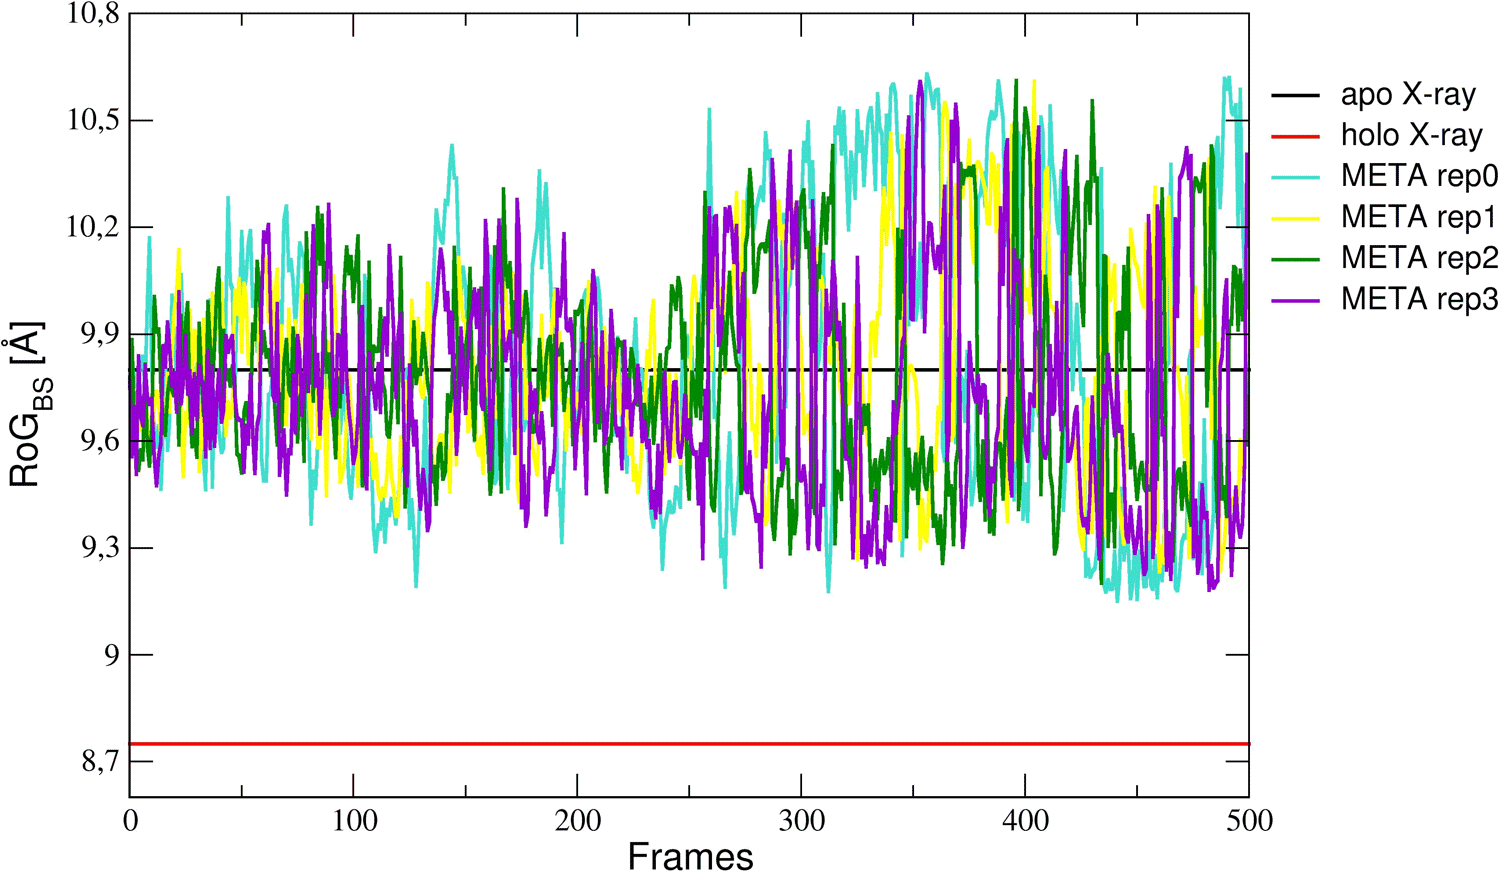 10,8
10,5
10,2
9,9
9,6
9,3
9
8,7
RoG_BS [Å]
0 100 200 300 400 500
Frames
apo X-ray
holo X-ray
META rep0
META rep1
META rep2
META rep3